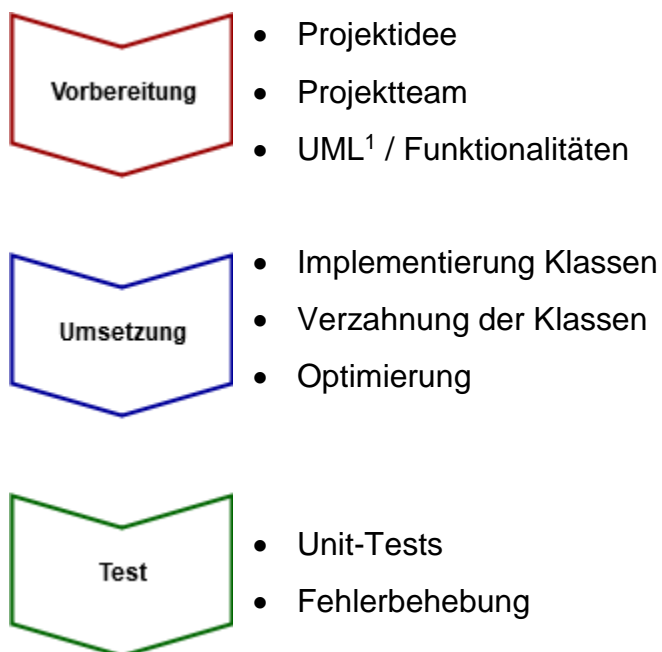 Vorbereitung
• Projektidee
• Projektteam
• UML¹ / Funktionalitäten
Umsetzung
• Implementierung Klassen
• Verzahnung der Klassen
• Optimierung
Test
• Unit-Tests
• Fehlerbehebung